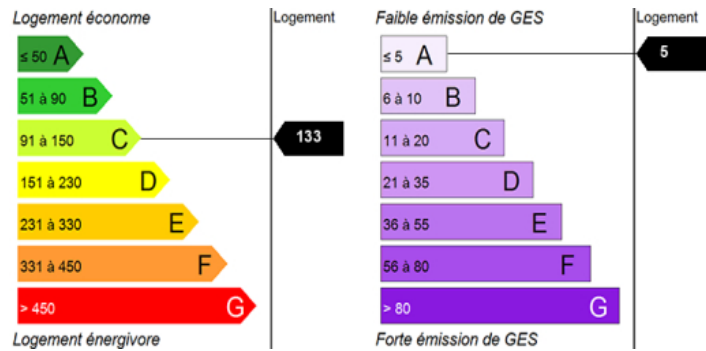 Logement économe
Logement
≤ 50 A
51 à 90 B
91 à 150 C
133
151 à 230 D
231 à 330 E
331 à 450 F
> 450 G
Logement énergivore
Faible émission de GES
Logement
≤ 5 A
5
6 à 10 B
11 à 20 C
21 à 35 D
36 à 55 E
56 à 80 F
> 80 G
Forte émission de GES